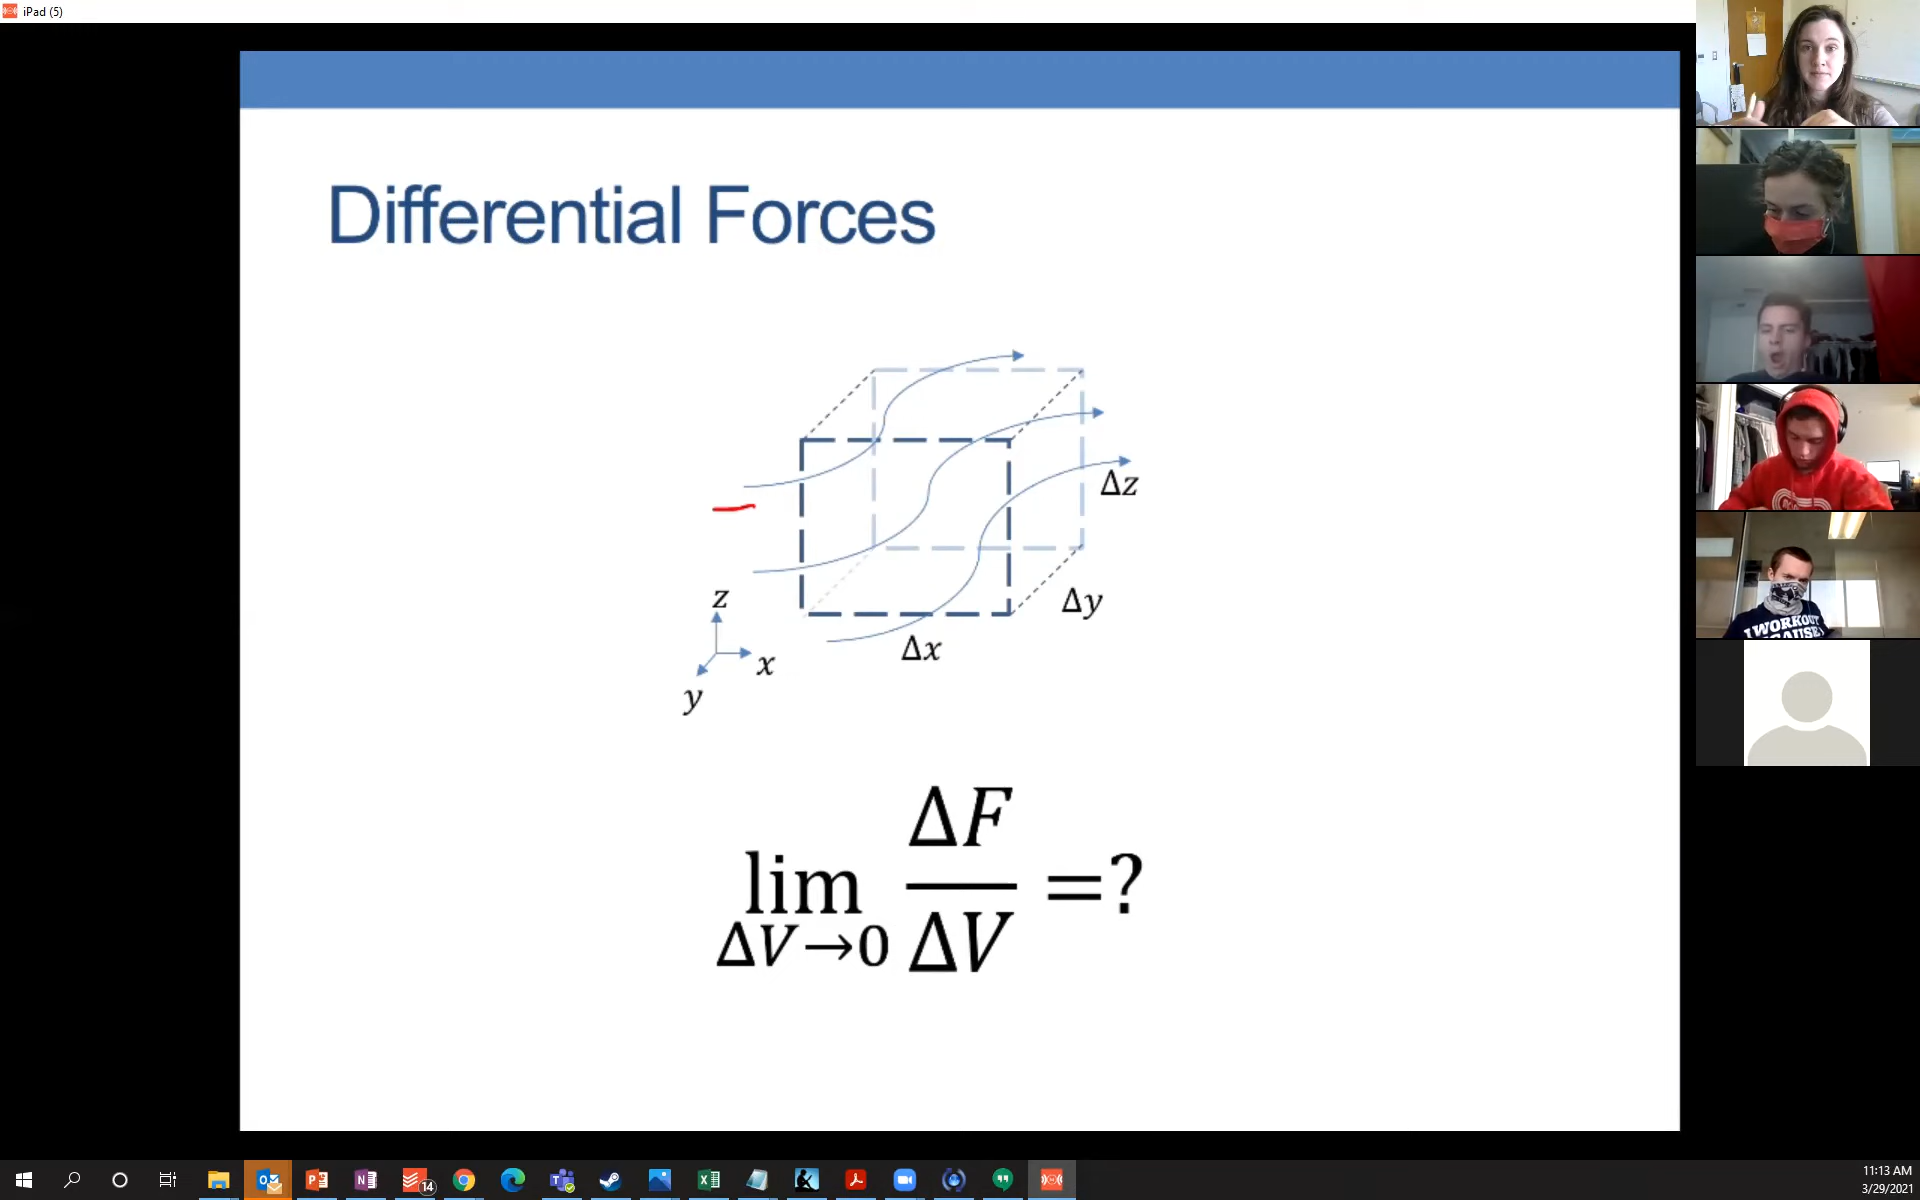 iPad (5)
Differential Forces
Δz
z
Δy
Δx
x
y
lim ΔV→0 ΔF/ΔV =?
I WORKOUT
14
11:13 AM
3/29/2021